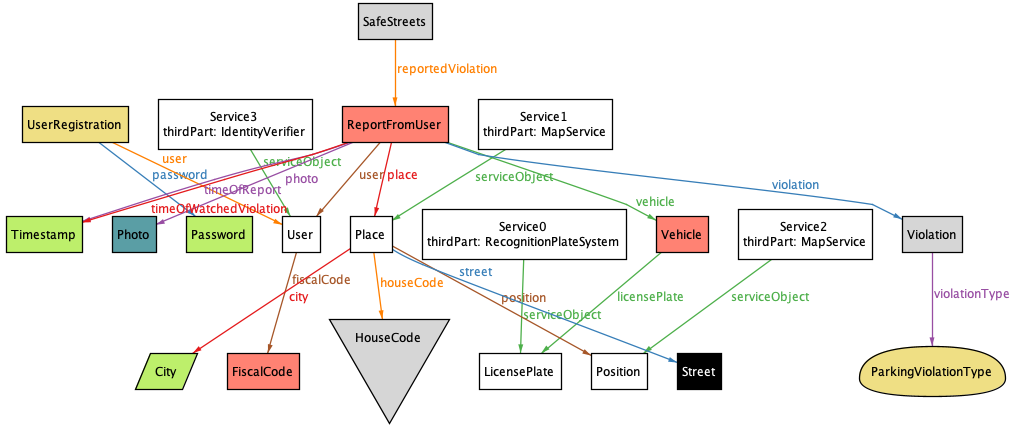 SafeStreets
reportedViolation
UserRegistration
Service3
thirdPart: IdentityVerifier
ReportFromUser
Service1
thirdPart: MapService
user
password
serviceObject
timeOfReport
photo
user
place
serviceObject
vehicle
violation
timeOfWatchedViolation
Timestamp
Photo
Password
User
Place
Service0
thirdPart: RecognitionPlateSystem
Vehicle
Service2
thirdPart: MapService
Violation
fiscalCode
city
houseCode
position
street
serviceObject
licensePlate
serviceObject
violationType
City
FiscalCode
HouseCode
LicensePlate
Position
Street
ParkingViolationType